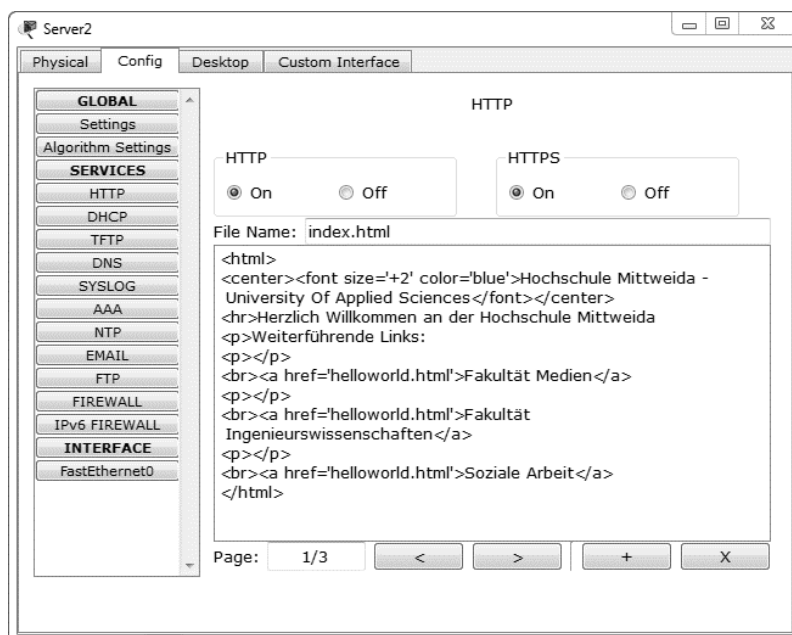 Server2
Physical Config Desktop Custom Interface
GLOBAL
Settings
Algorithm Settings
SERVICES
HTTP
DHCP
TFTP
DNS
SYSLOG
AAA
NTP
EMAIL
FTP
FIREWALL
IPv6 FIREWALL
INTERFACE
FastEthernet0
HTTP
HTTP
On Off
HTTPS
On Off
File Name: index.html
<html>
<center><font size='+2' color='blue'>Hochschule Mittweida -
University Of Applied Sciences</font></center>
<hr>Herzlich Willkommen an der Hochschule Mittweida
<p>Weiterführende Links:
<p></p>
<br><a href='helloworld.html'>Fakultät Medien</a>
<p></p>
<br><a href='helloworld.html'>Fakultät
Ingenieurswissenschaften</a>
<p></p>
<br><a href='helloworld.html'>Soziale Arbeit</a>
</html>
Page: 1/3 < > + X